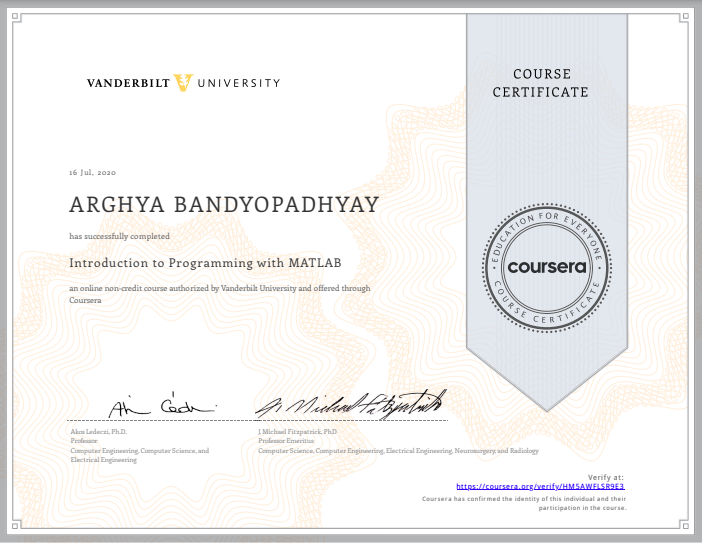 VANDERBILT UNIVERSITY
COURSE
CERTIFICATE
16 Jul, 2020
ARGHYA BANDYOPADHYAY
has successfully completed
Introduction to Programming with MATLAB
an online non-credit course authorized by Vanderbilt University and offered through
Coursera
EDUCATION FOR EVERYONE
coursera
COURSE CERTIFICATE
Akos Ledeczi, Ph.D.
Professor
Computer Engineering, Computer Science, and
Electrical Engineering
J. Michael Fitzpatrick, PhD
Professor Emeritus
Computer Science, Computer Engineering, Electrical Engineering, Neurosurgery, and Radiology
Verify at:
https://coursera.org/verify/HM5AWFLSR9E3
Coursera has confirmed the identity of this individual and their
participation in the course.